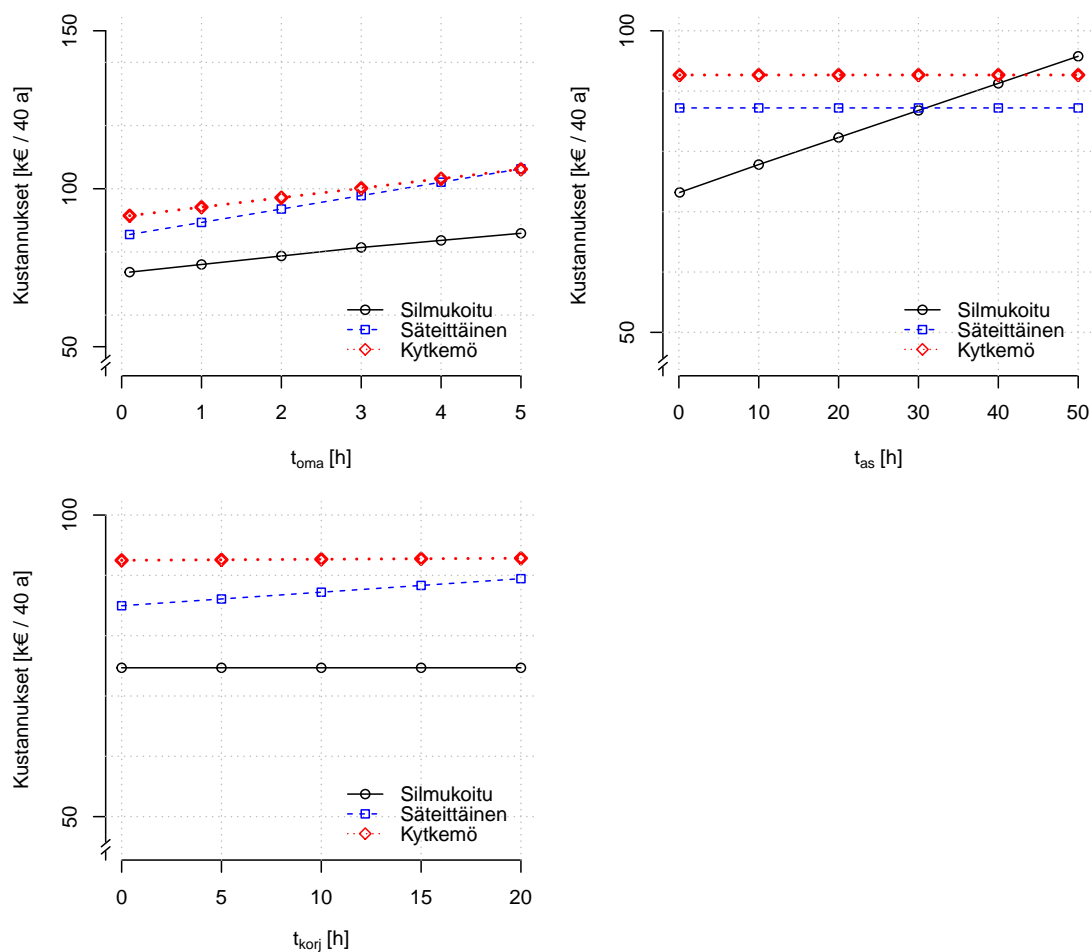 150
100
50
Kustannukset [k€ / 40 a]
Silmukoitu
Säteittäinen
Kytkemö
0 1 2 3 4 5
t_oma [h]
100
50
Kustannukset [k€ / 40 a]
Silmukoitu
Säteittäinen
Kytkemö
0 10 20 30 40 50
t_as [h]
100
50
Kustannukset [k€ / 40 a]
Silmukoitu
Säteittäinen
Kytkemö
0 5 10 15 20
t_korj [h]